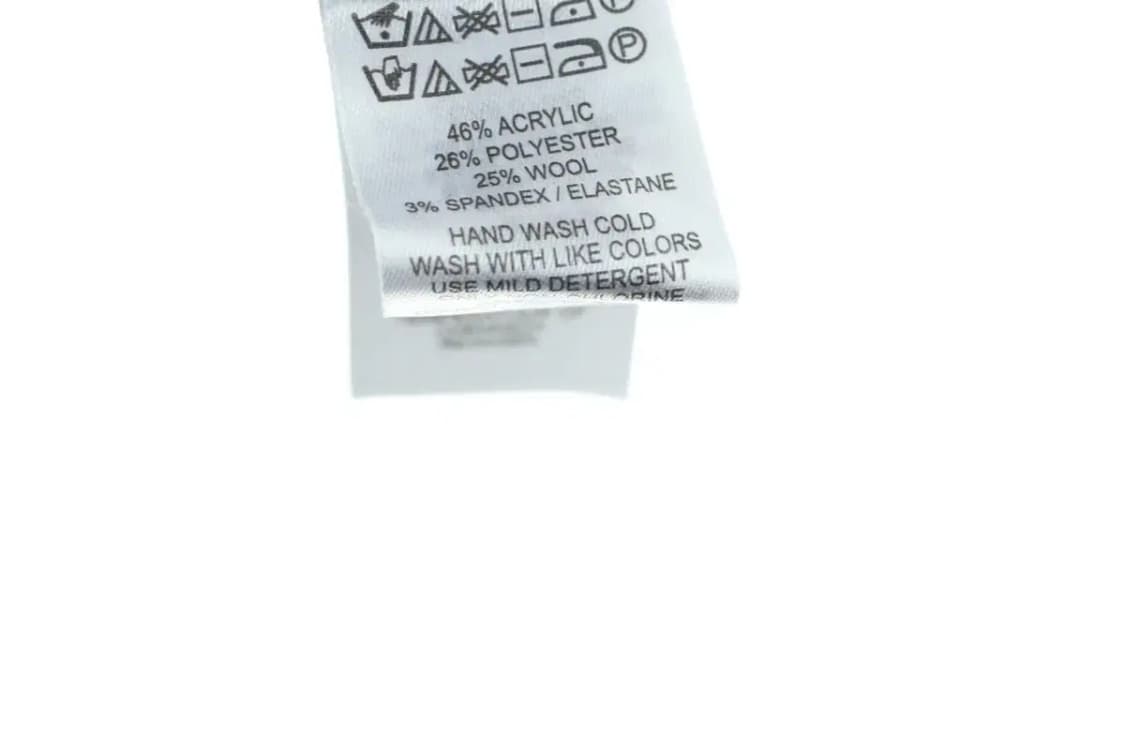 P
46% ACRYLIC
26% POLYESTER
25% WOOL
3% SPANDEX / ELASTANE
HAND WASH COLD
WASH WITH LIKE COLORS
USE MILD DETERGENT